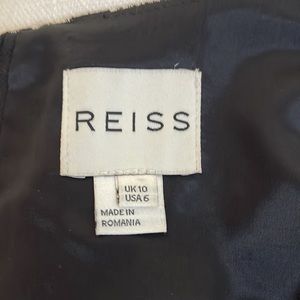 REISS
UK 10
USA 6
MADE IN
ROMANIA